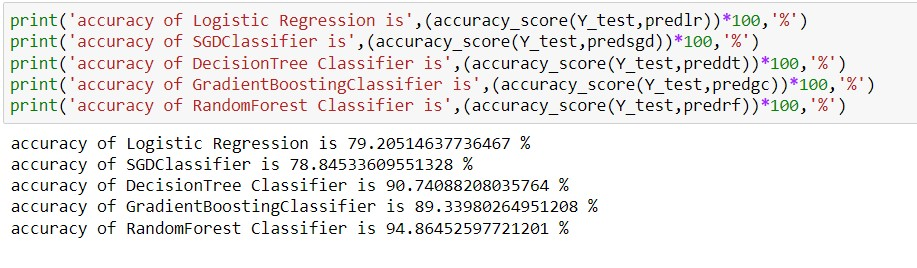 print('accuracy of Logistic Regression is',(accuracy_score(Y_test,predlr))*100,'%')
print('accuracy of SGDClassifier is',(accuracy_score(Y_test,predsgd))*100,'%')
print('accuracy of DecisionTree Classifier is',(accuracy_score(Y_test,preddt))*100,'%')
print('accuracy of GradientBoostingClassifier is',(accuracy_score(Y_test,predgc))*100,'%')
print('accuracy of RandomForest Classifier is',(accuracy_score(Y_test,predrf))*100,'%')
accuracy of Logistic Regression is 79.20514637736467 %
accuracy of SGDClassifier is 78.84533609551328 %
accuracy of DecisionTree Classifier is 90.74088208035764 %
accuracy of GradientBoostingClassifier is 89.33980264951208 %
accuracy of RandomForest Classifier is 94.86452597721201 %